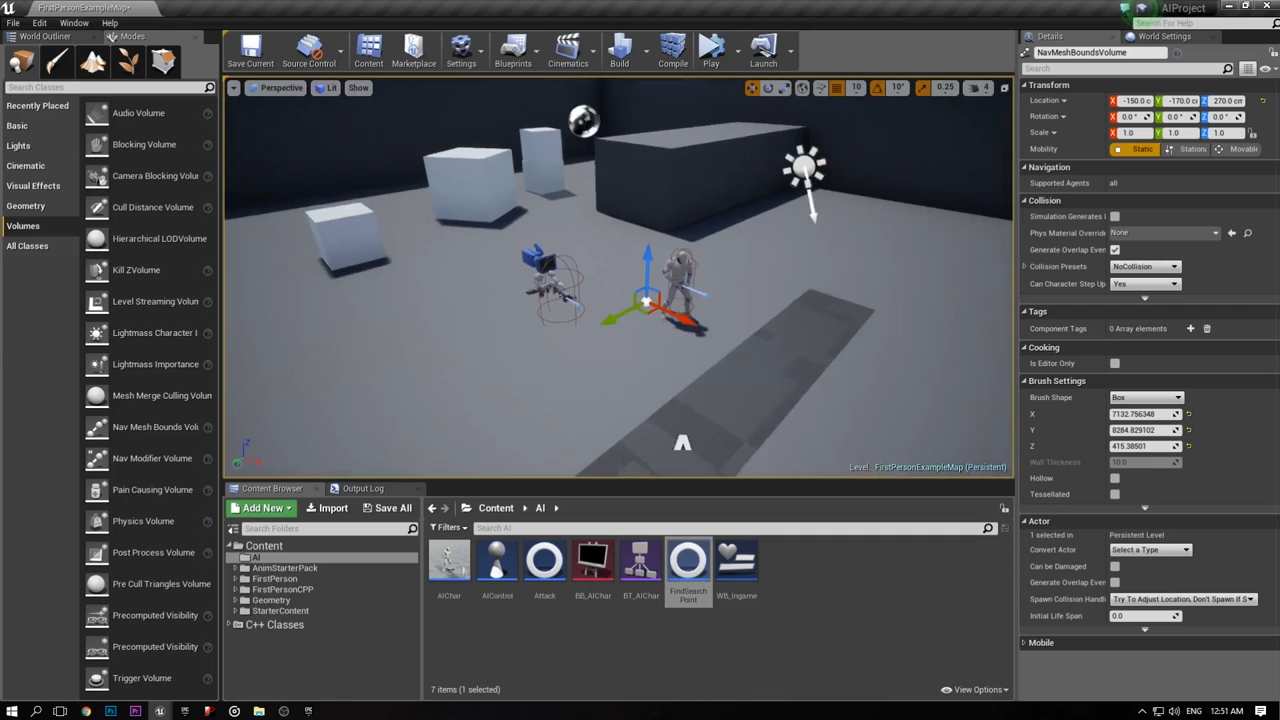 FirstPersonExampleMap*
AIProject
File Edit Window Help
Search For Help
World Outliner
Modes
Search Classes
Recently Placed
Basic
Lights
Cinematic
Visual Effects
Geometry
Volumes
All Classes
Audio Volume
Blocking Volume
Camera Blocking Volu
Cull Distance Volume
Hierarchical LODVolume
Kill ZVolume
Level Streaming Volun
Lightmass Character I
Lightmass Importance
Mesh Merge Culling Volun
Nav Mesh Bounds Vol
Nav Modifier Volume
Pain Causing Volume
Physics Volume
Post Process Volume
Pre Cull Triangles Volume
Precomputed Visibility
Precomputed Visibility
Trigger Volume
Save Current
Source Control
Content
Marketplace
Settings
Blueprints
Cinematics
Build
Compile
Play
Launch
Perspective
Lit
Show
10
10°
0.25
4
Level: FirstPersonExampleMap (Persistent)
Content Browser
Output Log
Add New
Import
Save All
Content
AI
Search Folders
Filters
Search AI
Content
AI
AnimStarterPack
FirstPerson
FirstPersonCPP
Geometry
StarterContent
C++ Classes
AIChar
AIControl
Attack
BB_AIChar
BT_AIChar
FindSearch
Point
WB_Ingame
7 items (1 selected)
View Options
Details
World Settings
NavMeshBoundsVolume
Search
Transform
Location X -150.0 c Y -170.0 c Z 270.0 cm
Rotation X 0.0 ° Y 0.0 ° Z 0.0 °
Scale X 1.0 Y 1.0 Z 1.0
Mobility Static Station Movable
Navigation
Supported Agents all
Collision
Simulation Generates
Phys Material Override None
Generate Overlap Even
Collision Presets NoCollision
Can Character Step Up Yes
Tags
Component Tags 0 Array elements
Cooking
Is Editor Only
Brush Settings
Brush Shape Box
X 7132.756348
Y 8284.829102
Z 415.38501
Wall Thickness 10.0
Hollow
Tessellated
Actor
1 selected in Persistent Level
Convert Actor Select a Type
Can be Damaged
Generate Overlap Even
Spawn Collision Handli Try To Adjust Location, Don't Spawn If S
Initial Life Span 0.0
Mobile
ENG 12:51 AM